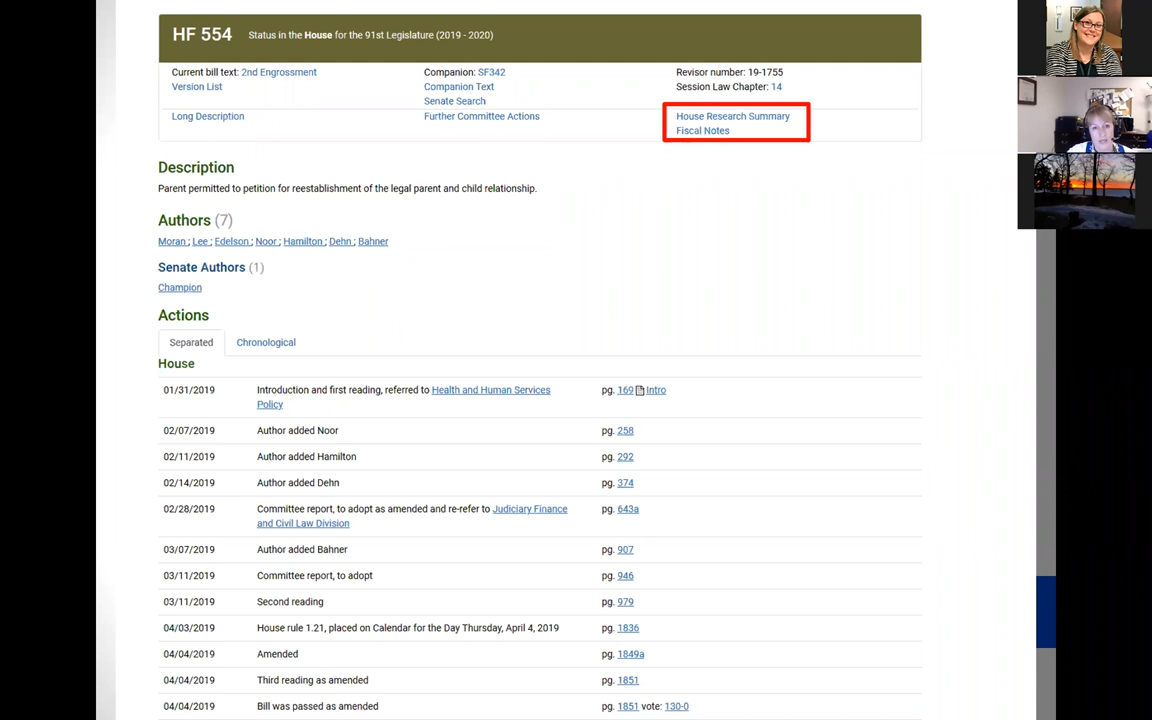 HF 554 Status in the House for the 91st Legislature (2019 - 2020)
Current bill text: 2nd Engrossment
Version List
Companion: SF342
Companion Text
Senate Search
Revisor number: 19-1755
Session Law Chapter: 14
Long Description
Further Committee Actions
House Research Summary
Fiscal Notes
Description
Parent permitted to petition for reestablishment of the legal parent and child relationship.
Authors (7)
Moran ; Lee ; Edelson ; Noor ; Hamilton ; Dehn ; Bahner
Senate Authors (1)
Champion
Actions
Separated Chronological
House
01/31/2019 Introduction and first reading, referred to Health and Human Services pg. 169 Intro
Policy
02/07/2019 Author added Noor pg. 258
02/11/2019 Author added Hamilton pg. 292
02/14/2019 Author added Dehn pg. 374
02/28/2019 Committee report, to adopt as amended and re-refer to Judiciary Finance pg. 643a
and Civil Law Division
03/07/2019 Author added Bahner pg. 907
03/11/2019 Committee report, to adopt pg. 946
03/11/2019 Second reading pg. 979
04/03/2019 House rule 1.21, placed on Calendar for the Day Thursday, April 4, 2019 pg. 1836
04/04/2019 Amended pg. 1849a
04/04/2019 Third reading as amended pg. 1851
04/04/2019 Bill was passed as amended pg. 1851 vote: 130-0